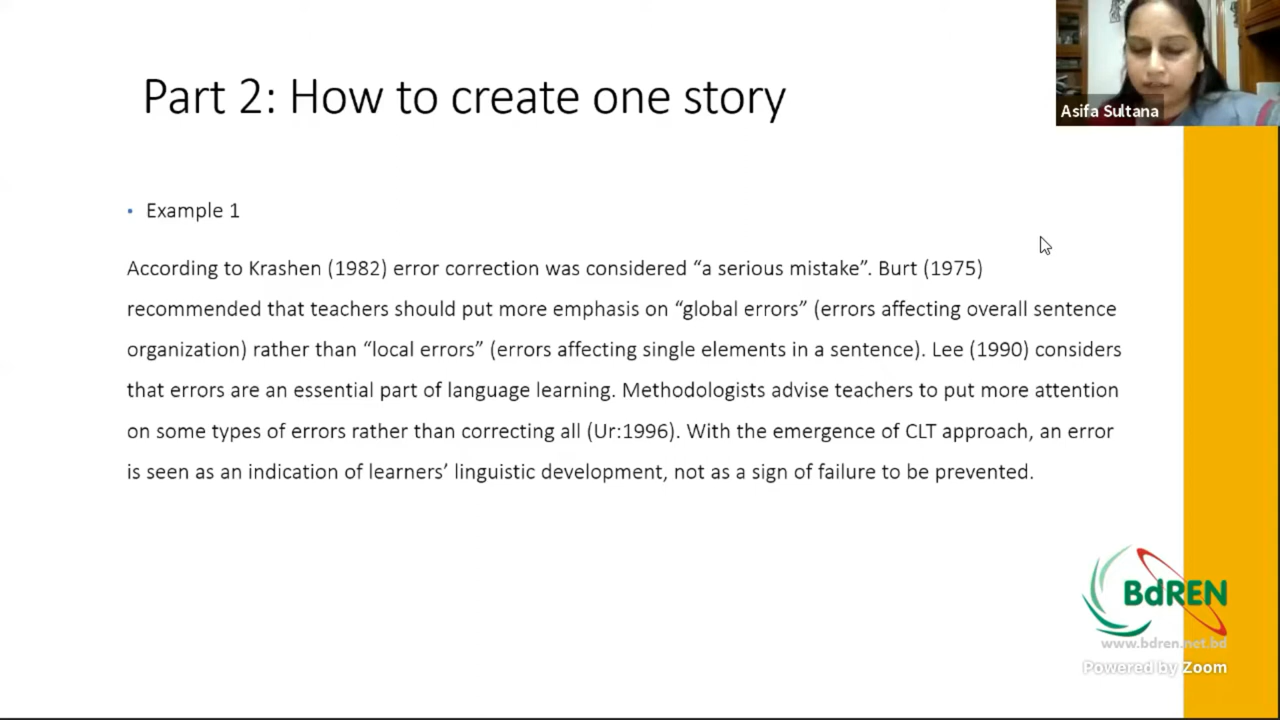 Part 2: How to create one story
Asifa Sultana
• Example 1
According to Krashen (1982) error correction was considered “a serious mistake”. Burt (1975)
recommended that teachers should put more emphasis on “global errors” (errors affecting overall sentence
organization) rather than “local errors” (errors affecting single elements in a sentence). Lee (1990) considers
that errors are an essential part of language learning. Methodologists advise teachers to put more attention
on some types of errors rather than correcting all (Ur:1996). With the emergence of CLT approach, an error
is seen as an indication of learners’ linguistic development, not as a sign of failure to be prevented.
BdREN
www.bdren.net.bd
Powered by Zoom